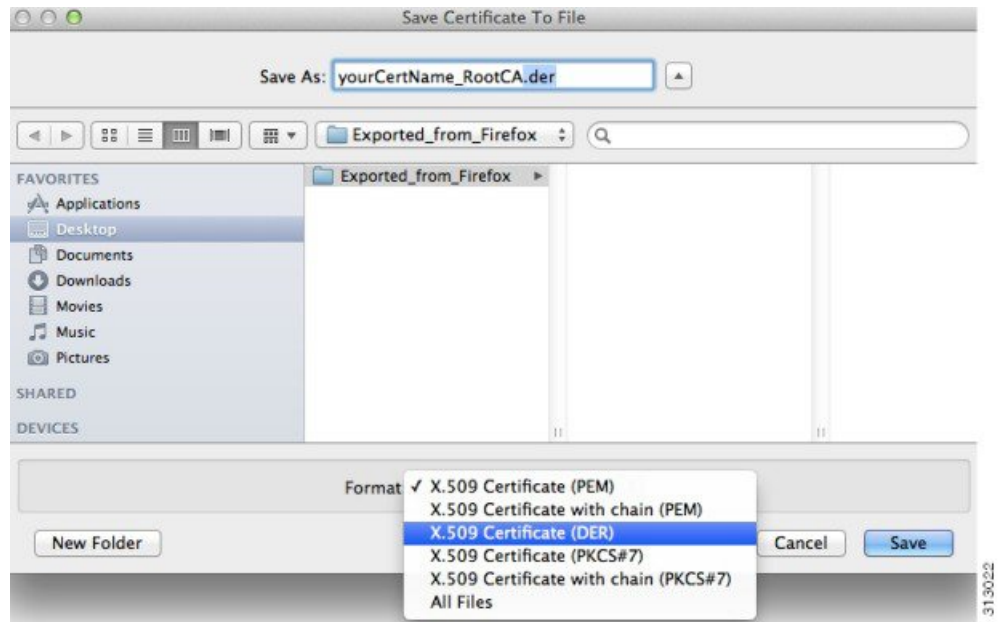 Save Certificate To File
Save As: yourCertName_RootCA.der
Exported_from_Firefox
FAVORITES
Exported_from_Firefox
Applications
Desktop
Documents
Downloads
Movies
Music
Pictures
SHARED
DEVICES
Format ✓ X.509 Certificate (PEM)
X.509 Certificate with chain (PEM)
X.509 Certificate (DER)
X.509 Certificate (PKCS#7)
X.509 Certificate with chain (PKCS#7)
All Files
New Folder
Cancel
Save
313022